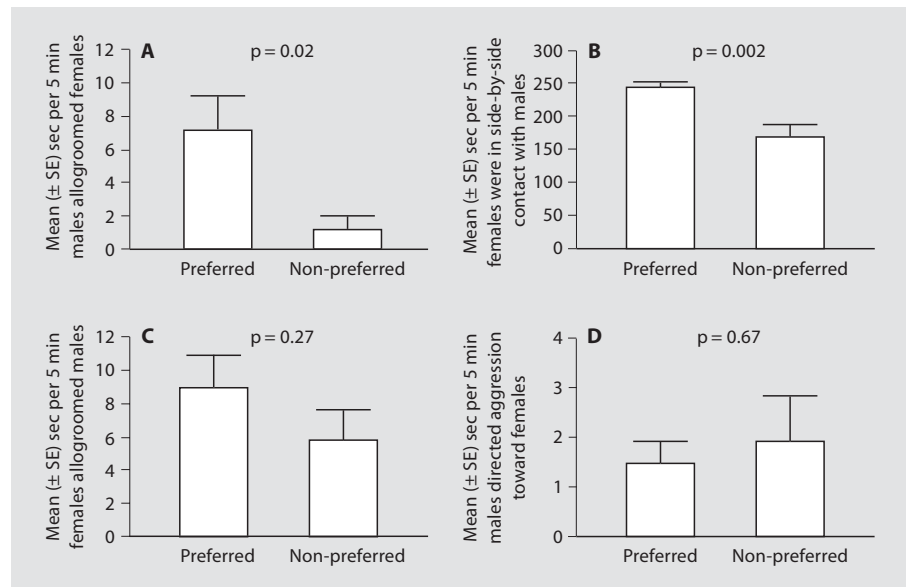 A
p = 0.02
Mean (± SE) sec per 5 min
males allogroomed females
12
10
8
6
4
2
0
Preferred
Non-preferred
B
p = 0.002
Mean (± SE) sec per 5 min
females were in side-by-side
contact with males
300
250
200
150
100
50
0
Preferred
Non-preferred
C
p = 0.27
Mean (± SE) sec per 5 min
females allogroomed males
12
10
8
6
4
2
0
Preferred
Non-preferred
D
p = 0.67
Mean (± SE) sec per 5 min
males directed aggression
toward females
4
3
2
1
0
Preferred
Non-preferred